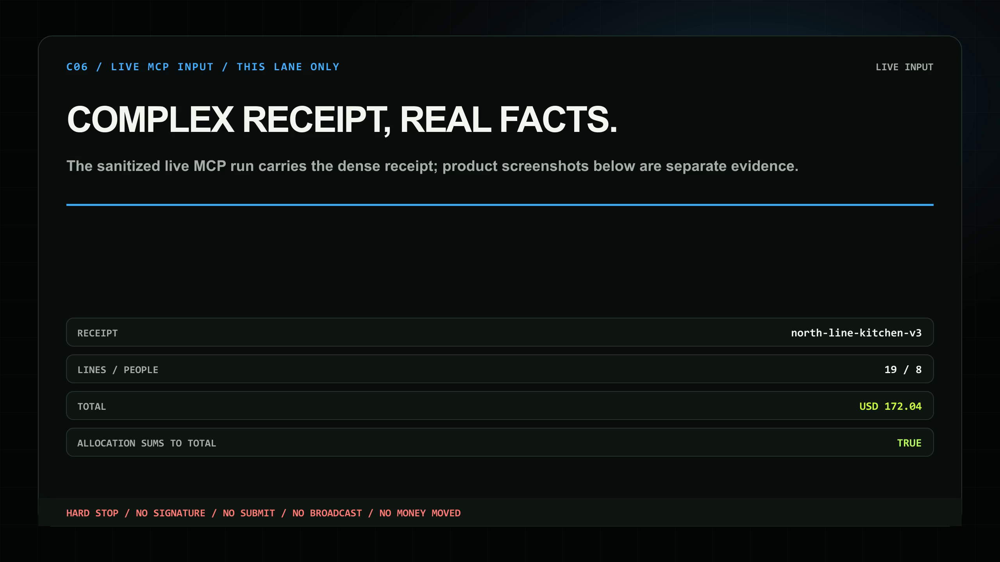 C06 / LIVE MCP INPUT / THIS LANE ONLY
LIVE INPUT
COMPLEX RECEIPT, REAL FACTS.
The sanitized live MCP run carries the dense receipt; product screenshots below are separate evidence.
RECEIPT north-line-kitchen-v3
LINES / PEOPLE 19 / 8
TOTAL USD 172.04
ALLOCATION SUMS TO TOTAL TRUE
HARD STOP / NO SIGNATURE / NO SUBMIT / NO BROADCAST / NO MONEY MOVED